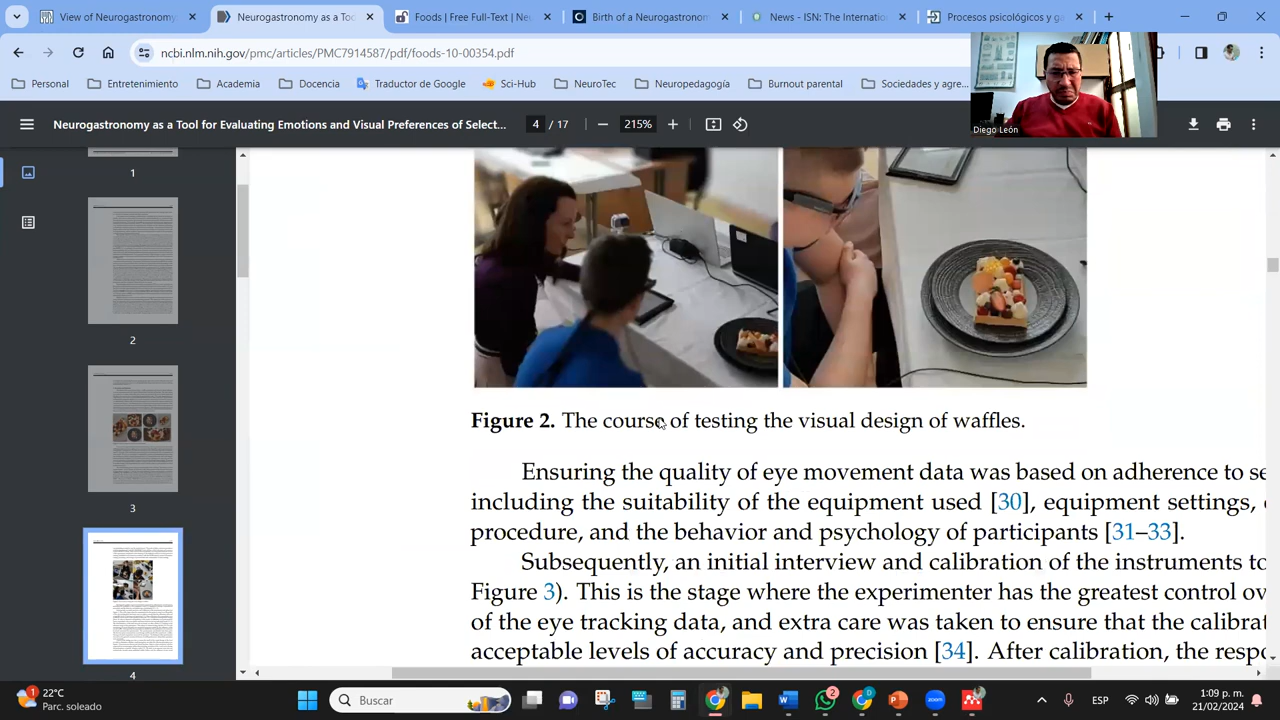 View of Neurogastronomy
Neurogastronomy as a Too
Foods | Free Full-Text | Ne
Birth of a Neurogastronom
News - ISN: The Internatio
Procesos psicológicos y ga
ncbi.nlm.nih.gov/pmc/articles/PMC7914587/pdf/foods-10-00354.pdf
Personal
Entretenimiento
Academia
Google
Sci-Hub
NeuroTec
Neuropedagogía
Burnout parental
Sociedades y agre...
Neurogastronomy as a Tool for Evaluating Emotions and Visual Preferences of Select...
4 / 17
215%
Diego León
1
2
3
4
Figure 2. The course of testing the visual design of waffles.
Ensuring the quality of eye movement data was based on adherence to se
including the suitability of the equipment used [30], equipment settings,
procedure, and the behavior and psychology of participants [31–33].
Subsequently, an initial interview and calibration of the instruments to
Figure 3). This is the stage where the experimenter has the greatest control ov
of the eye tracking data, and extra care was taken to ensure that the calibrat
acceptable levels of accuracy and precision [34]. After calibration, the resp
1
22°C
Parc. soleado
Buscar
2
ESP
1:09 p. m.
21/02/2024